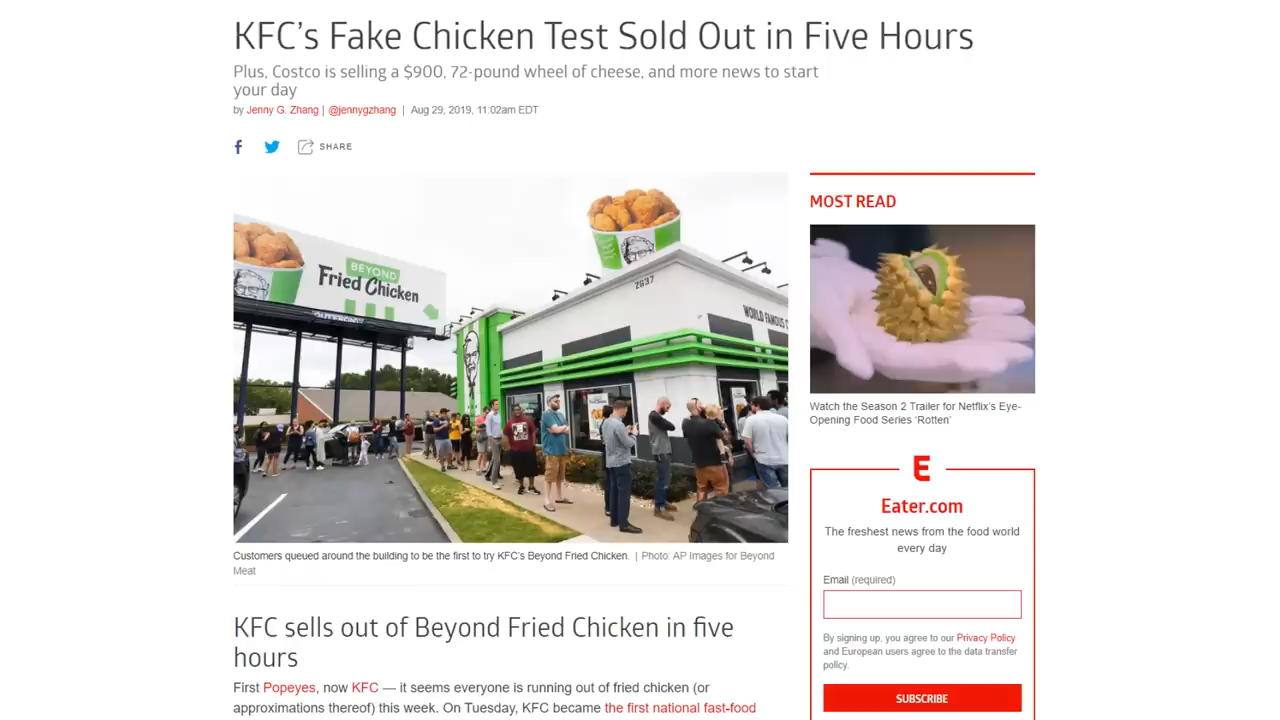 KFC’s Fake Chicken Test Sold Out in Five Hours
Plus, Costco is selling a $900, 72-pound wheel of cheese, and more news to start
your day
by Jenny G. Zhang | @jennygzhang | Aug 29, 2019, 11:02am EDT
SHARE
BEYOND
Fried Chicken
OUTFRONT
2637
WORLD FAMOUS
Customers queued around the building to be the first to try KFC’s Beyond Fried Chicken. | Photo: AP Images for Beyond
Meat
KFC sells out of Beyond Fried Chicken in five
hours
First Popeyes, now KFC — it seems everyone is running out of fried chicken (or
approximations thereof) this week. On Tuesday, KFC became the first national fast-food
MOST READ
Watch the Season 2 Trailer for Netflix’s Eye-
Opening Food Series ‘Rotten’
E
Eater.com
The freshest news from the food world
every day
Email (required)
By signing up, you agree to our Privacy Policy
and European users agree to the data transfer
policy.
SUBSCRIBE